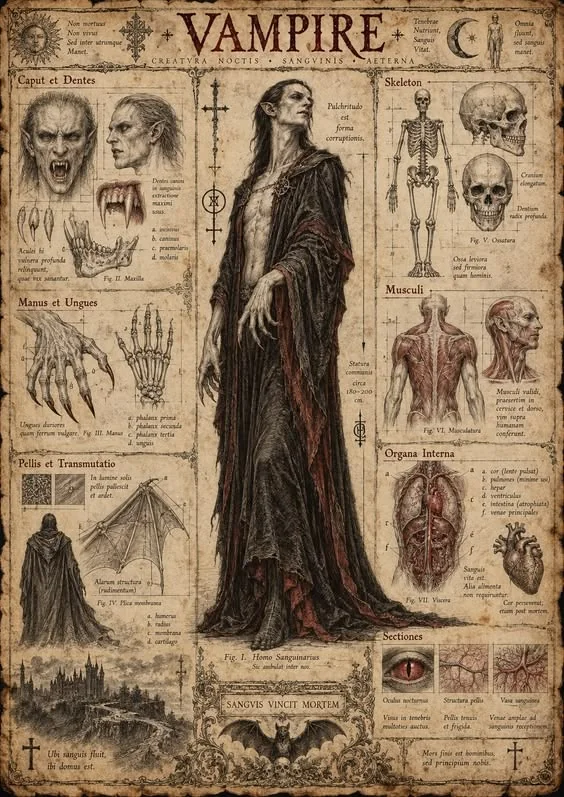 Non mortuus
Non vivus
Sed inter utrumque
Manet.
VAMPIRE
CREATVRA NOCTIS • SANGVINIS • AETERNA
Tenebrae
Nutriunt,
Sanguis
Vitat.
Omnia
fluunt,
sed sanguis
manet.
Caput et Dentes
Dentes canini
in sanguinis
extractione
maximi
usus.
a. incisivus
b. caninus
c. praemolaris
d. molaris
Aculei hi
vulnera profunda
relinquunt,
quae vix sanantur.
Fig. II. Maxilla
Manus et Ungues
Ungues duriores
quam ferrum vulgare.
Fig. III. Manus
a. phalanx prima
b. phalanx secunda
c. phalanx tertia
d. unguis
Pellis et Transmutatio
In lumine solis
pellis pallescit
et ardet.
Alarum structura
(rudimentum)
Fig. IV. Plica membrana
a. humerus
b. radius
c. membrana
d. cartilago
Ubi sanguis fluit,
ibi domus est.
Pulchritudo
est
forma
corruptionis.
Statura
communis
circa
180–200
cm
Fig. I. Homo Sanguinarius
Sic ambulat inter nos.
SANGVIS VINCIT MORTEM
Skeleton
Cranium
elongatum.
Dentium
radix profunda
Fig. V. Ossatura
Ossa leviora
sed firmiora
quam hominis.
Musculi
Fig. VI. Musculatura
Musculi validi,
praesertim in
cervice et dorso,
vim supra
humanam
conferunt.
Organa Interna
a. cor (lente pulsat)
b. pulmones (minime usi)
c. hepar
d. ventriculus
e. intestina (atrophiata)
f. venae principales
Sanguis
vita est.
Alia alimenta
non requiruntur.
Fig. VII. Viscera
Cor perseverat,
etiam post mortem.
Sectiones
Oculus nocturnus
Structura pellis
Vasa sanguinea
Visus in tenebris
multoties auctus.
Pellis tenuis
et frigida.
Venae amplae ad
sanguinis receptionem.
Mors finis est hominibus,
sed principium nobis.